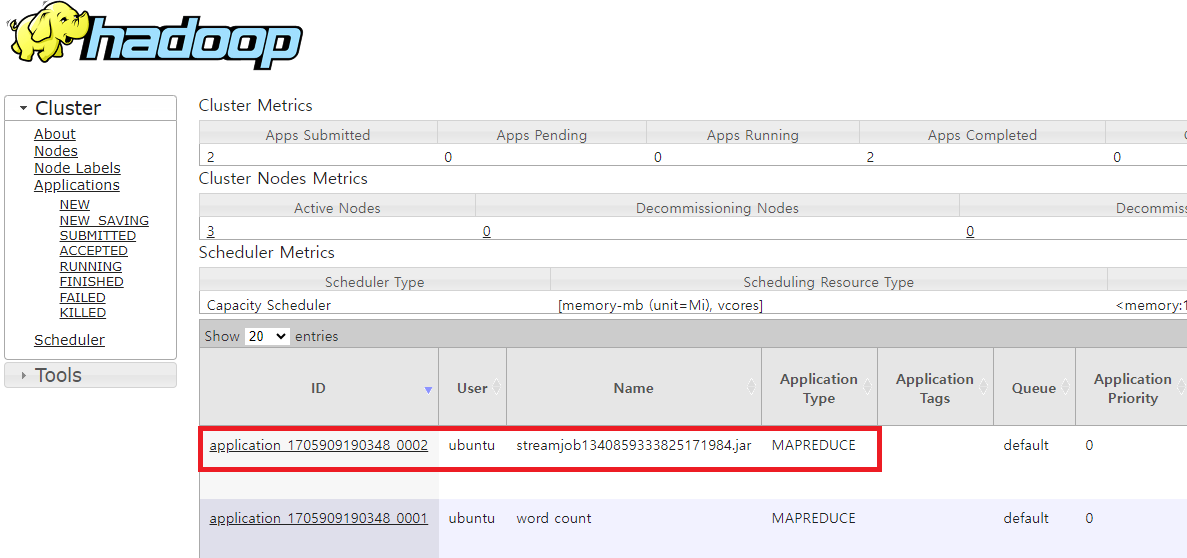 hadoop
Cluster
About
Nodes
Node Labels
Applications
NEW
NEW_SAVING
SUBMITTED
ACCEPTED
RUNNING
FINISHED
FAILED
KILLED
Scheduler
Tools
Cluster Metrics
Apps Submitted Apps Pending Apps Running Apps Completed
2 0 0 2 0
Cluster Nodes Metrics
Active Nodes Decommissioning Nodes Decommiss
3 0 0
Scheduler Metrics
Scheduler Type Scheduling Resource Type
Capacity Scheduler [memory-mb (unit=Mi), vcores] <memory:1
Show 20 entries
ID User Name Application Type Application Tags Queue Application Priority
application_1705909190348_0002 ubuntu streamjob1340859333825171984.jar MAPREDUCE default 0
application_1705909190348_0001 ubuntu word count MAPREDUCE default 0